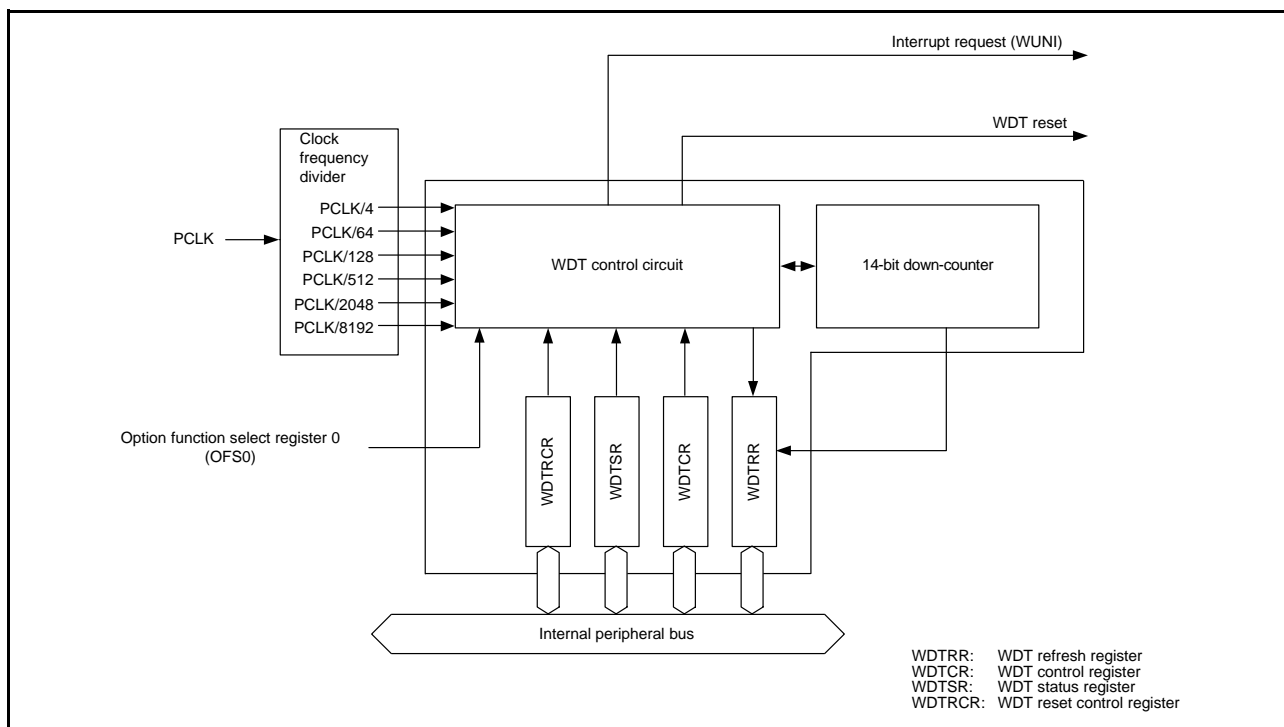 Interrupt request (WUNI)
WDT reset
Clock
frequency
divider
PCLK/4
PCLK/64
PCLK/128
PCLK/512
PCLK/2048
PCLK/8192
PCLK
WDT control circuit
14-bit down-counter
Option function select register 0
(OFS0)
WDTRCR
WDTSR
WDTCR
WDTRR
Internal peripheral bus
WDTRR: WDT refresh register
WDTCR: WDT control register
WDTSR: WDT status register
WDTRCR: WDT reset control register